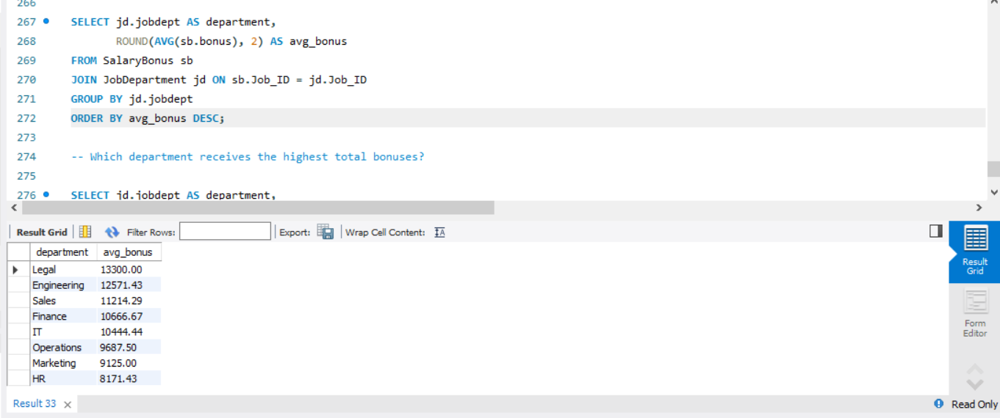 266
267 SELECT jd.jobdept AS department,
268 ROUND(AVG(sb.bonus), 2) AS avg_bonus
269 FROM SalaryBonus sb
270 JOIN JobDepartment jd ON sb.Job_ID = jd.Job_ID
271 GROUP BY jd.jobdept
272 ORDER BY avg_bonus DESC;
273
274 -- Which department receives the highest total bonuses?
275
276 SELECT jd.jobdept AS department,
Result Grid Filter Rows: Export: Wrap Cell Content: IA
department avg_bonus
Legal 13300.00
Engineering 12571.43
Sales 11214.29
Finance 10666.67
IT 10444.44
Operations 9687.50
Marketing 9125.00
HR 8171.43
Result
Grid
Form
Editor
Result 33 × Read Only